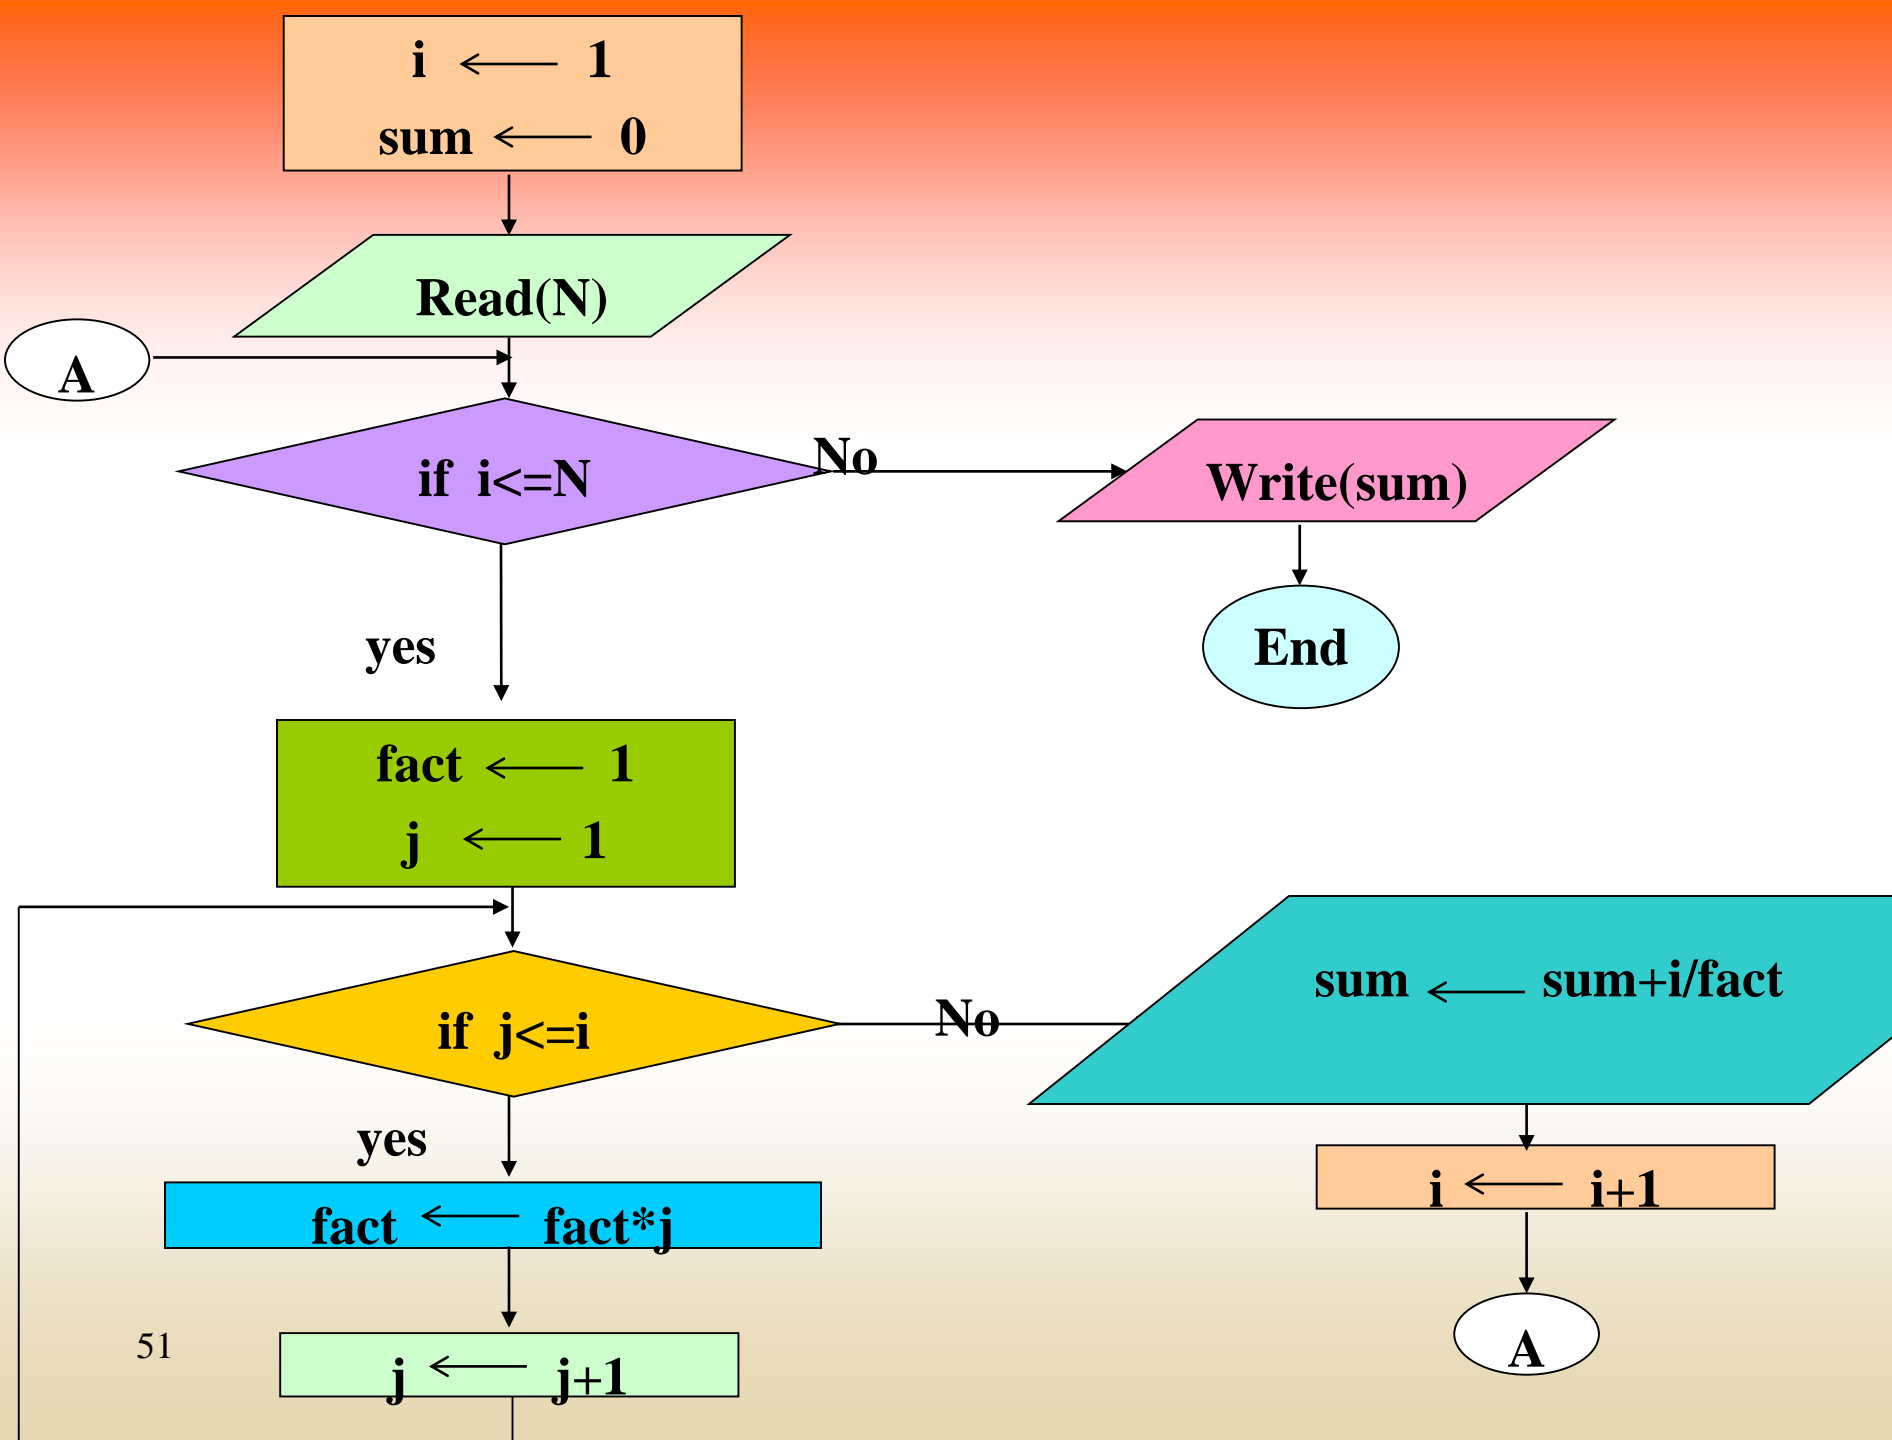 i ← 1
sum ← 0
Read(N)
A
if i<=N
No
Write(sum)
yes
End
fact ← 1
j ← 1
if j<=i
No
sum ← sum+i/fact
yes
fact ← fact*j
i ← i+1
j ← j+1
A
51